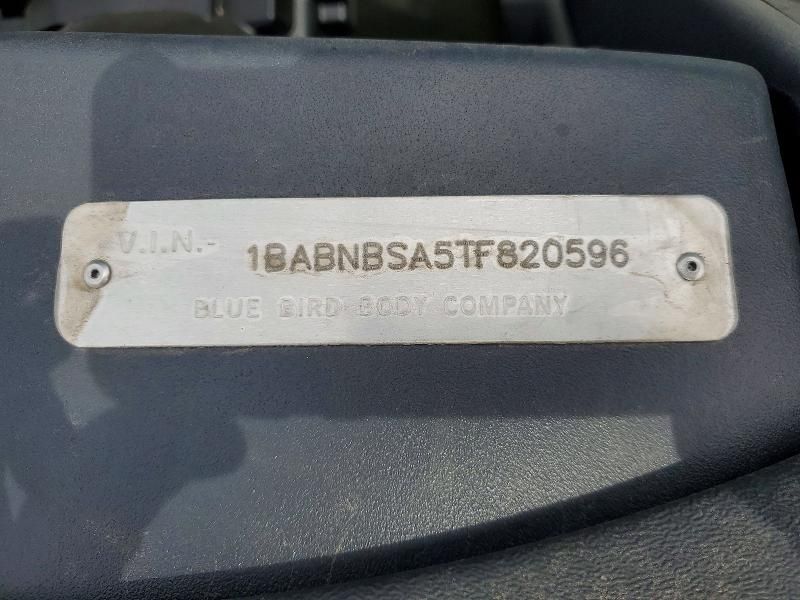 V.I.N.- 1BABNBSA5TF820596
BLUE BIRD BODY COMPANY